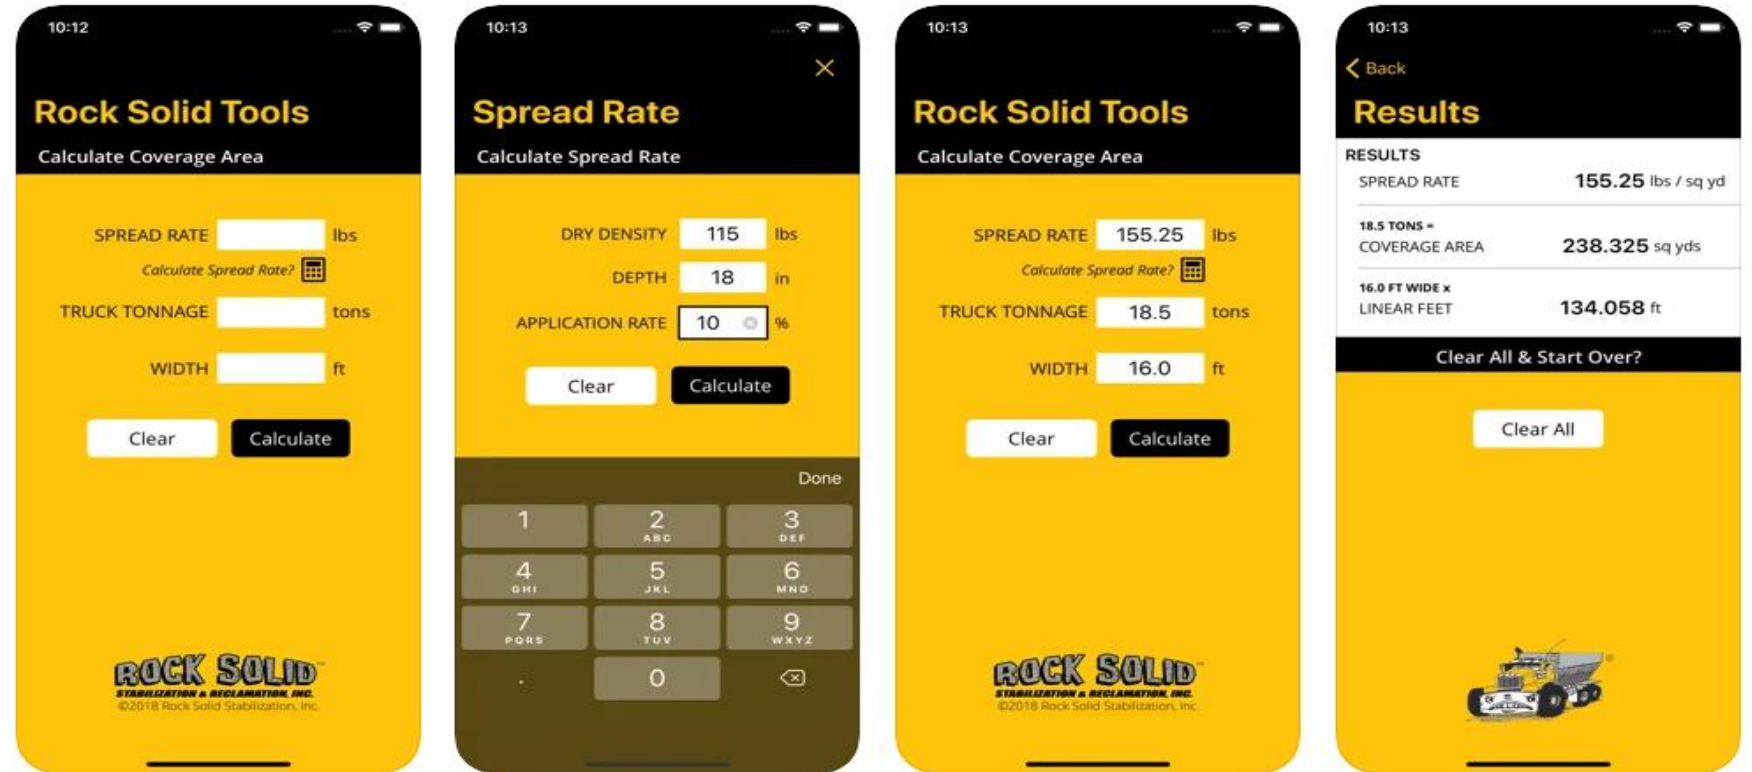 10:12
Rock Solid Tools
Calculate Coverage Area
SPREAD RATE lbs
Calculate Spread Rate?
TRUCK TONNAGE tons
WIDTH ft
Clear Calculate
ROCK SOLID™
STABILIZATION & RECLAMATION, INC.
©2018 Rock Solid Stabilization, Inc.
10:13
Spread Rate
Calculate Spread Rate
DRY DENSITY 115 lbs
DEPTH 18 in
APPLICATION RATE 10 %
Clear Calculate
Done
1 2 3
ABC DEF
4 5 6
GHI JKL MNO
7 8 9
PQRS TUV WXYZ
. 0
10:13
Rock Solid Tools
Calculate Coverage Area
SPREAD RATE 155.25 lbs
Calculate Spread Rate?
TRUCK TONNAGE 18.5 tons
WIDTH 16.0 ft
Clear Calculate
ROCK SOLID™
STABILIZATION & RECLAMATION, INC.
©2018 Rock Solid Stabilization, Inc.
10:13
Back
Results
RESULTS
SPREAD RATE 155.25 lbs / sq yd
18.5 TONS =
COVERAGE AREA 238.325 sq yds
16.0 FT WIDE x
LINEAR FEET 134.058 ft
Clear All & Start Over?
Clear All
®